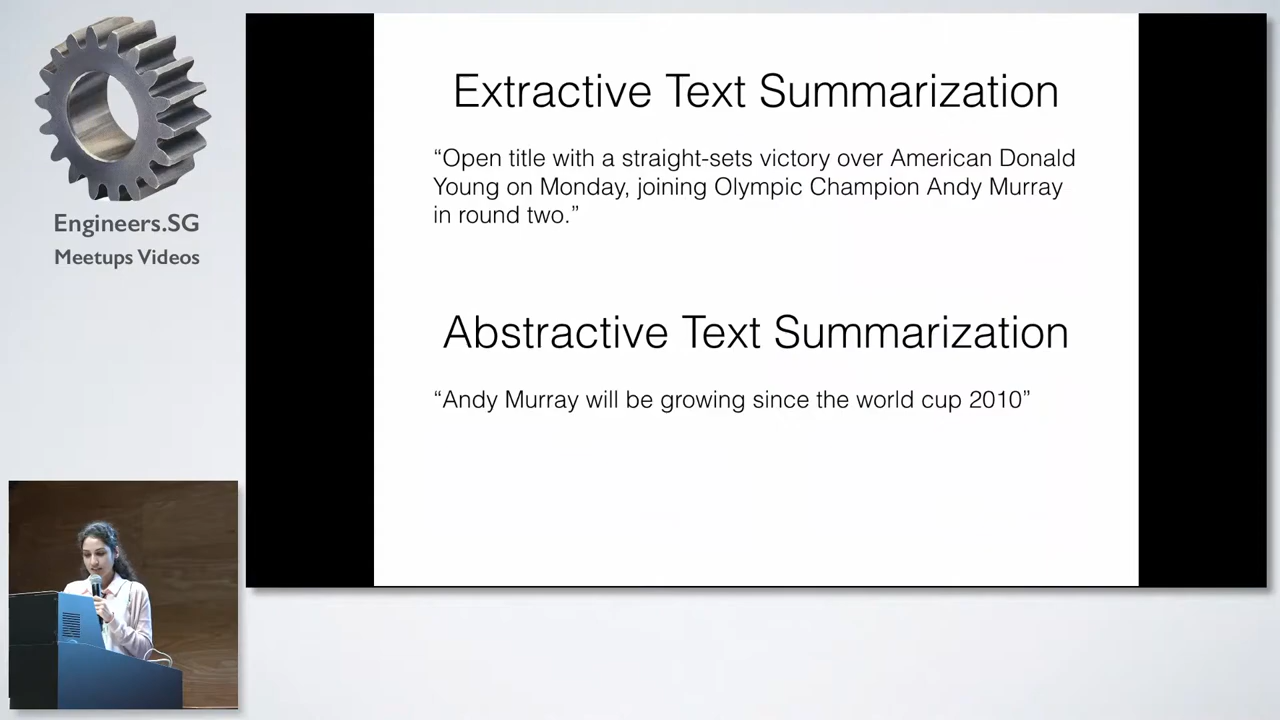 Engineers.SG
Meetups Videos
Extractive Text Summarization
“Open title with a straight-sets victory over American Donald
Young on Monday, joining Olympic Champion Andy Murray
in round two.”
Abstractive Text Summarization
“Andy Murray will be growing since the world cup 2010”